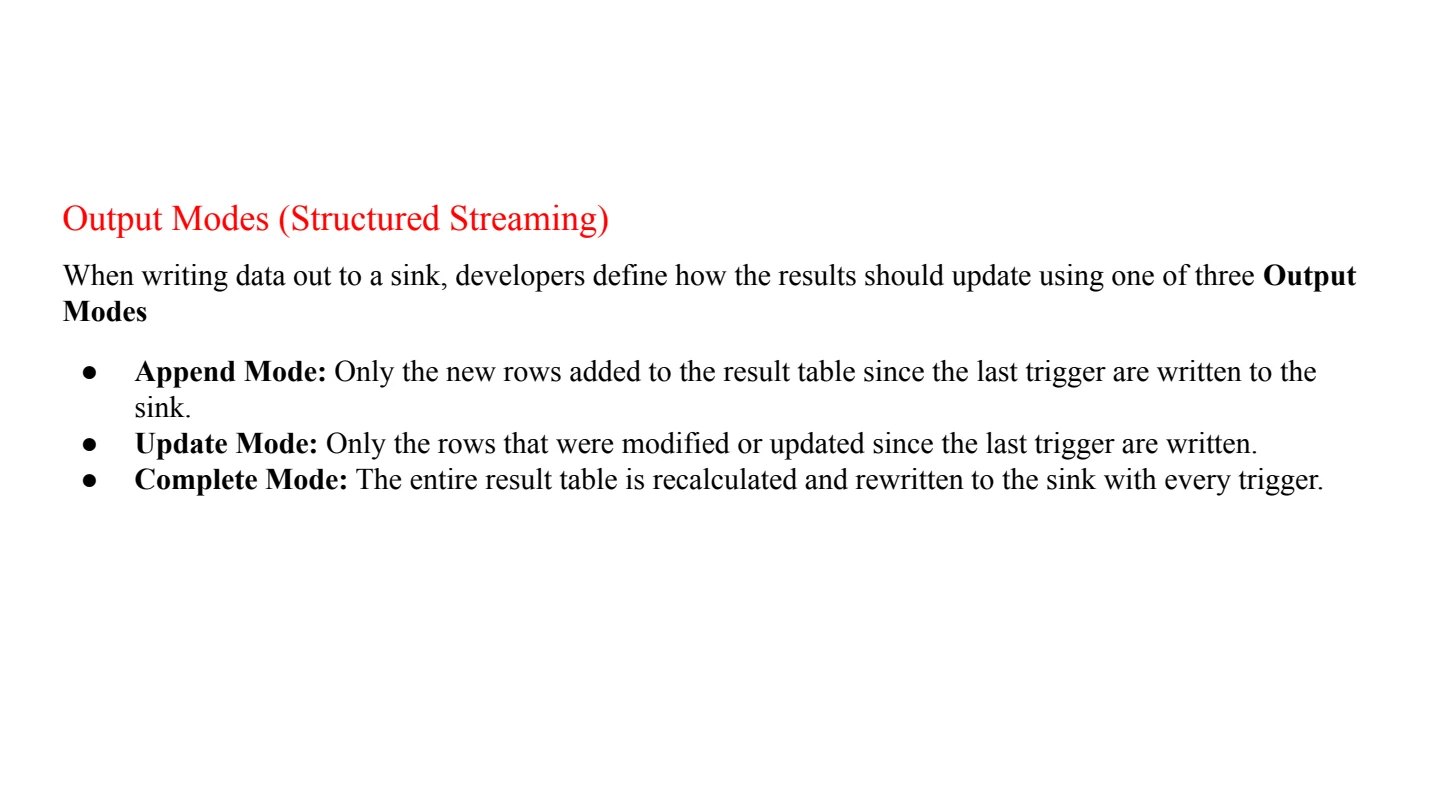 Output Modes (Structured Streaming)
When writing data out to a sink, developers define how the results should update using one of three Output
Modes
● Append Mode: Only the new rows added to the result table since the last trigger are written to the
sink.
● Update Mode: Only the rows that were modified or updated since the last trigger are written.
● Complete Mode: The entire result table is recalculated and rewritten to the sink with every trigger.